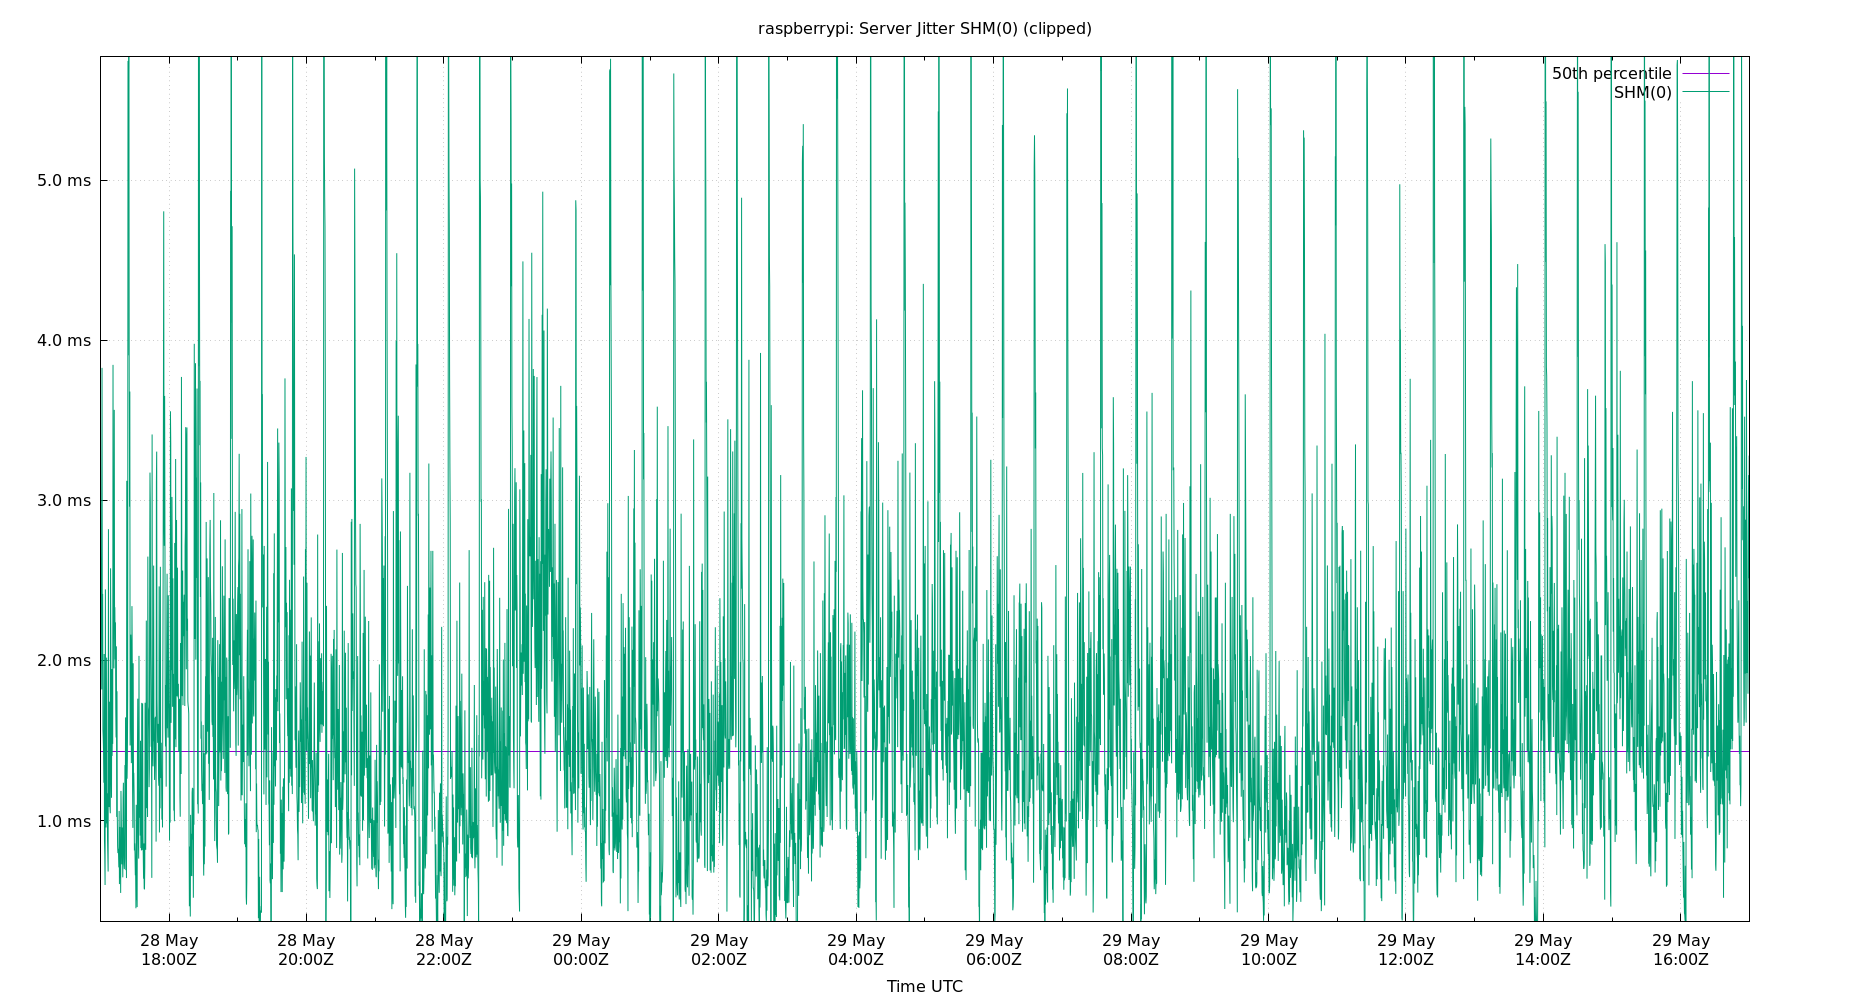 raspberrypi: Server Jitter SHM(0) (clipped)
50th percentile
SHM(0)
5.0 ms
4.0 ms
3.0 ms
2.0 ms
1.0 ms
28 May 28 May 28 May 29 May 29 May 29 May 29 May 29 May 29 May 29 May 29 May 29 May
18:00Z 20:00Z 22:00Z 00:00Z 02:00Z 04:00Z 06:00Z 08:00Z 10:00Z 12:00Z 14:00Z 16:00Z
Time UTC